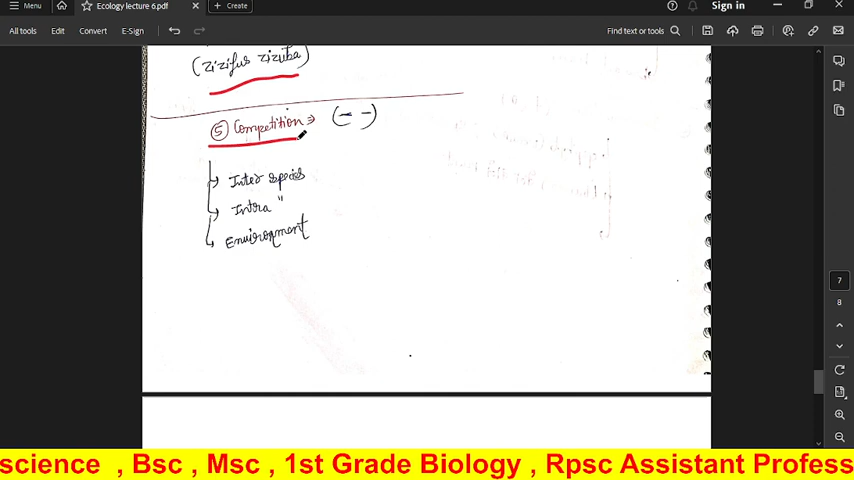 Menu
Ecology lecture 6.pdf
Create
Sign in
All tools Edit Convert E-Sign
Find text or tools
(Zizifus zizuba)
⑤ Competition ⇒ (- -)
→ Inter species
→ Intra "
→ Environment
7
8
science , Bsc , Msc , 1st Grade Biology , Rpsc Assistant Profess